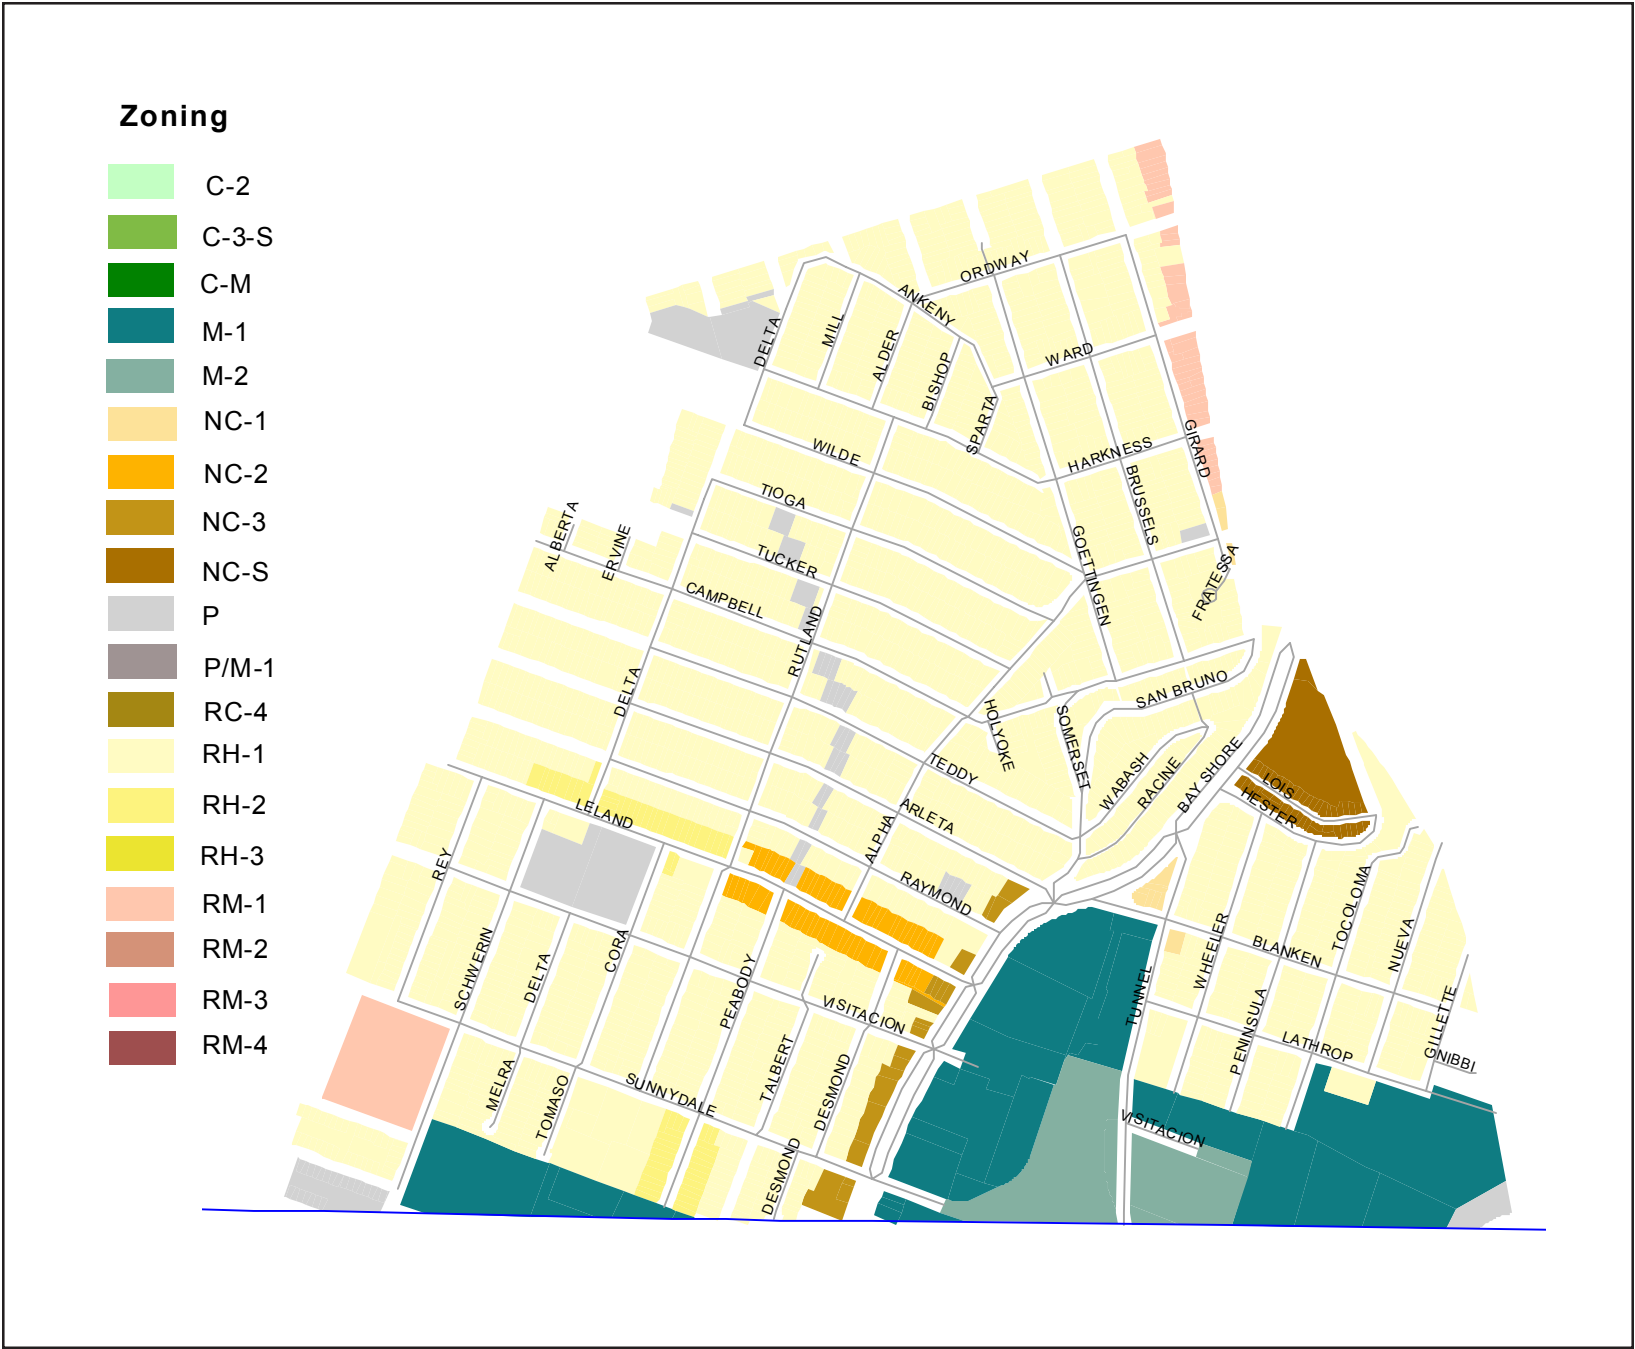 Zoning
C-2
C-3-S
C-M
M-1
M-2
NC-1
NC-2
NC-3
NC-S
P
P/M-1
RC-4
RH-1
RH-2
RH-3
RM-1
RM-2
RM-3
RM-4
ORDWAY
ANKENY
DELTA
MILL
ALDER
BISHOP
WARD
SPARTA
GIRARD
WILDE
HARKNESS
BRUSSELS
TIOGA
ALBERTA
ERVINE
TUCKER
GOETTINGEN
FRATESSA
CAMPBELL
RUTLAND
DELTA
SAN BRUNO
HOLYOKE
SOMERSET
TEDDY
WABASH
RACINE
BAY SHORE
LOIS
HESTER
LELAND
ARLETA
ALPHA
REY
RAYMOND
TOCOLOMA
NUEVA
WHEELER
BLANKEN
SCHWERIN
DELTA
CORA
PEABODY
VISITACION
TUNNEL
PENINSULA
LATHROP
GILLETTE
GNIBBI
MELRA
TOMASO
SUNNYDALE
TALBERT
DESMOND
VISITACION
DESMOND